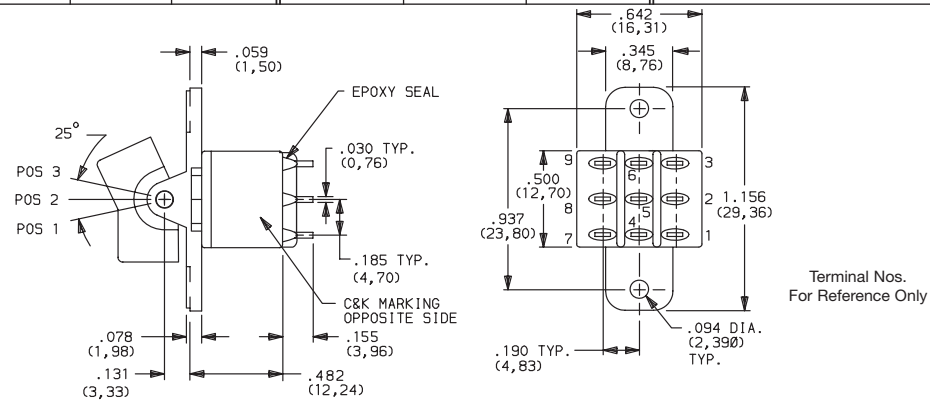 .059
(1,50)
EPOXY SEAL
25°
.030 TYP.
(0,76)
POS 3
POS 2
POS 1
.185 TYP.
(4,70)
C&K MARKING
OPPOSITE SIDE
.078
(1,98)
.155
(3,96)
.131
(3,33)
.482
(12,24)
.642
(16,31)
.345
(8,76)
9
6
3
.500
(12,70)
8
5
2
1.156
(29,36)
.937
(23,80)
7
4
1
Terminal Nos.
For Reference Only
.094 DIA.
(2,390)
TYP.
.190 TYP.
(4,83)